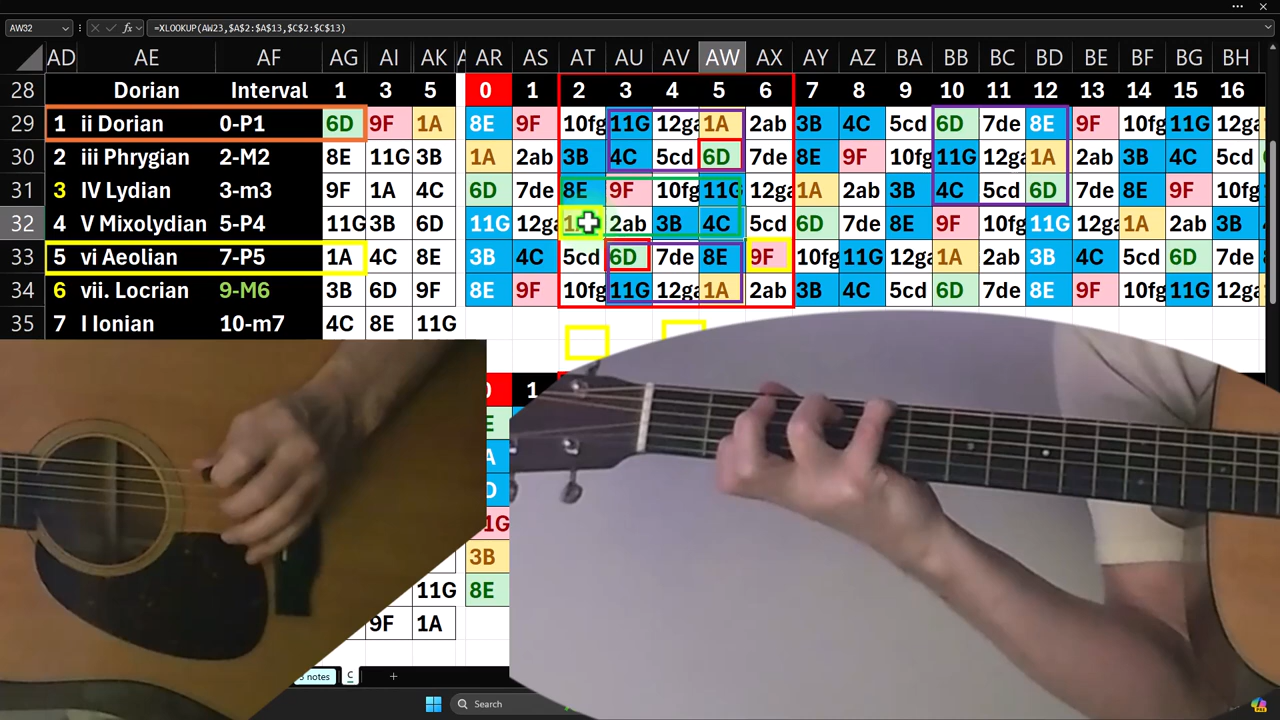 AW32 fx =XLOOKUP(AW23,$A$2:$A$13,$C$2:$C$13)
AD AE AF AG AI AK A AR AS AT AU AV AW AX AY AZ BA BB BC BD BE BF BG BH
28 Dorian Interval 1 3 5 0 1 2 3 4 5 6 7 8 9 10 11 12 13 14 15 16
29 1 ii Dorian 0-P1 6D 9F 1A 8E 9F 10fg 11G 12ga 1A 2ab 3B 4C 5cd 6D 7de 8E 9F 10fg 11G 12ga
30 2 iii Phrygian 2-M2 8E 11G 3B 1A 2ab 3B 4C 5cd 6D 7de 8E 9F 10fg 11G 12ga 1A 2ab 3B 4C 5cd
31 3 IV Lydian 3-m3 9F 1A 4C 6D 7de 8E 9F 10fg 11G 12ga 1A 2ab 3B 4C 5cd 6D 7de 8E 9F 10fg
32 4 V Mixolydian 5-P4 11G 3B 6D 11G 12ga 2ab 3B 4C 5cd 6D 7de 8E 9F 10fg 11G 12ga 1A 2ab 3B
33 5 vi Aeolian 7-P5 1A 4C 8E 3B 4C 5cd 6D 7de 8E 9F 10fg 11G 12ga 1A 2ab 3B 4C 5cd 6D 7de
34 6 vii. Locrian 9-M6 3B 6D 9F 8E 9F 10fg 11G 12ga 1A 2ab 3B 4C 5cd 6D 7de 8E 9F 10fg 11G 12ga
35 7 I Ionian 10-m7 4C 8E 11G
1
8E
11G
9F 1A
notes C +
Search